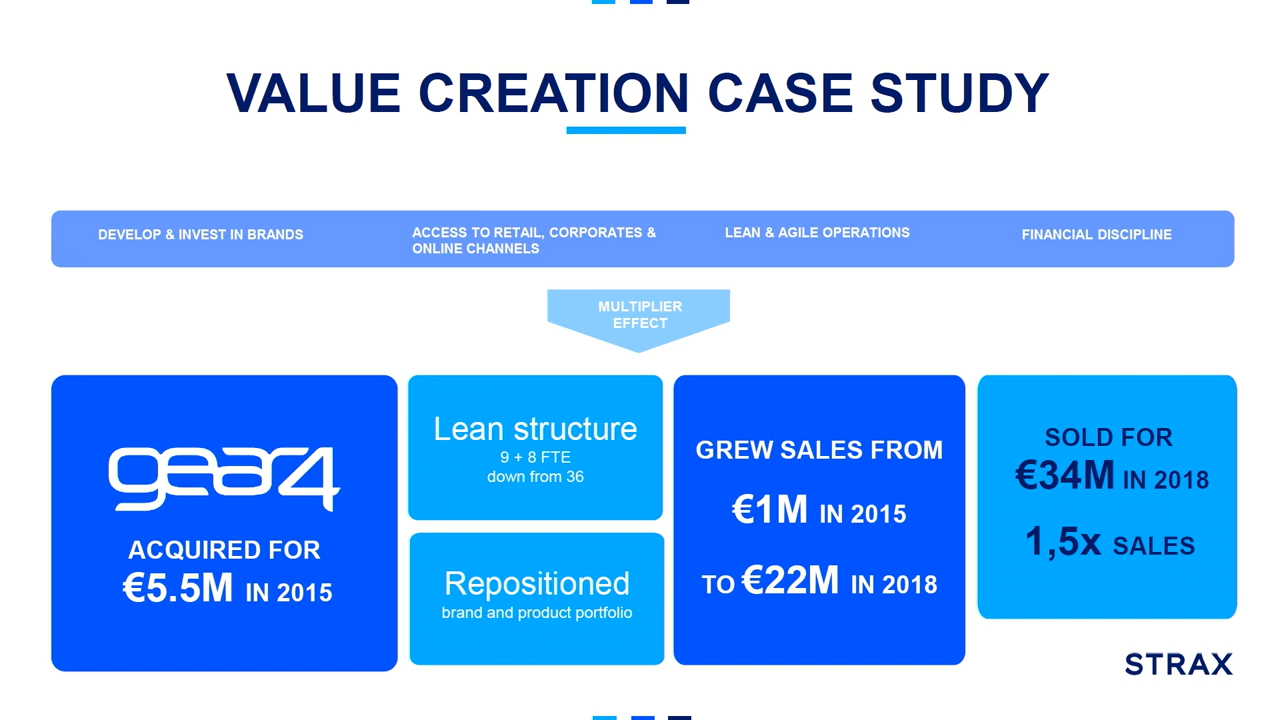 VALUE CREATION CASE STUDY
DEVELOP & INVEST IN BRANDS
ACCESS TO RETAIL, CORPORATES &
ONLINE CHANNELS
LEAN & AGILE OPERATIONS
FINANCIAL DISCIPLINE
MULTIPLIER
EFFECT
gear4
ACQUIRED FOR
€5.5M IN 2015
Lean structure
9 + 8 FTE
down from 36
Repositioned
brand and product portfolio
GREW SALES FROM
€1M IN 2015
TO €22M IN 2018
SOLD FOR
€34M IN 2018
1,5x SALES
STRAX